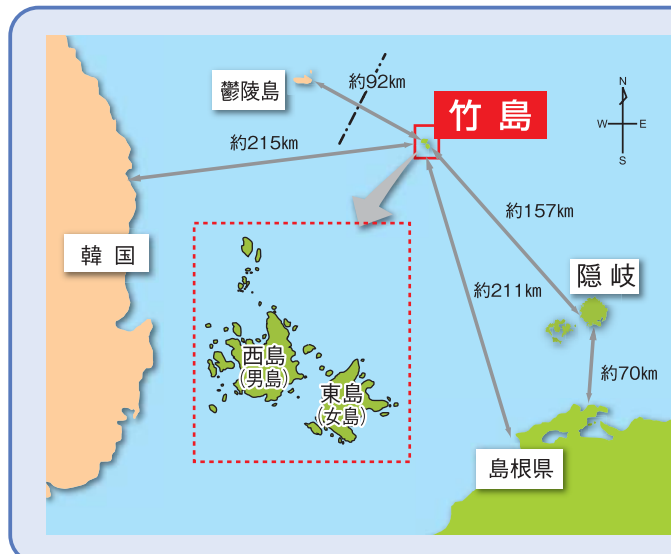 鬱陵島
約92km
竹島
N
W
E
S
約215km
約157km
韓国
隠岐
約211km
西島
(男島)
東島
(女島)
約70km
島根県